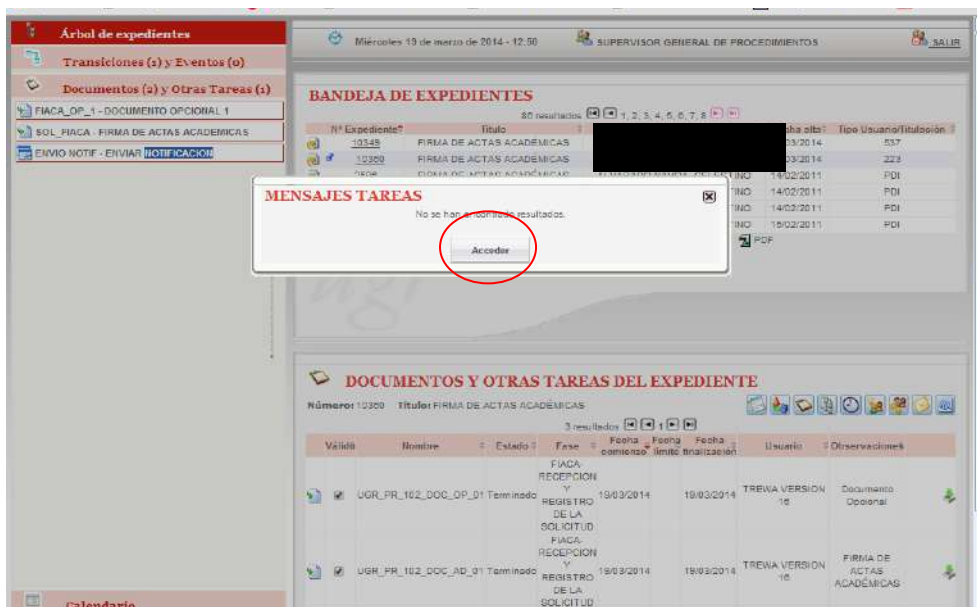 Árbol de expedientes
Transiciones (1) y Eventos (0)
Documentos (2) y Otras Tareas (1)
FIACA_OP_1 - DOCUMENTO OPCIONAL 1
SOL_FIACA - FIRMA DE ACTAS ACADEMICAS
ENVIO NOTIF - ENVIAR NOTIFICACION
Miércoles 19 de marzo de 2014 - 12:50
SUPERVISOR GENERAL DE PROCEDIMIENTOS
SALIR
BANDEJA DE EXPEDIENTES
80 resultados 1, 2, 3, 4, 5, 6, 7, 8
Nº Expediente Título Tipo Usuario/Titulación
10349 FIRMA DE ACTAS ACADÉMICAS 03/2014 537
10360 FIRMA DE ACTAS ACADÉMICAS 03/2014 223
14/02/2011 PDI
14/02/2011 PDI
14/02/2011 PDI
15/02/2011 PDI
PDF
MENSAJES TAREAS
No se han encontrado resultados.
Acceder
ugr
DOCUMENTOS Y OTRAS TAREAS DEL EXPEDIENTE
Número: 10360 Título: FIRMA DE ACTAS ACADÉMICAS
3 resultados 1
Válido Nombre Estado Fase Fecha comienzo Fecha límite Fecha finalización Usuario Observaciones
UGR_PR_102_DOC_OP_01 Terminado FIACA- RECEPCION Y REGISTRO DE LA SOLICITUD 19/03/2014 19/03/2014 TREWA VERSION 16 Documento Opcional
UGR_PR_102_DOC_AD_01 Terminado FIACA- RECEPCION Y REGISTRO DE LA SOLICITUD 19/03/2014 19/03/2014 TREWA VERSION 16 FIRMA DE ACTAS ACADÉMICAS
Calendario